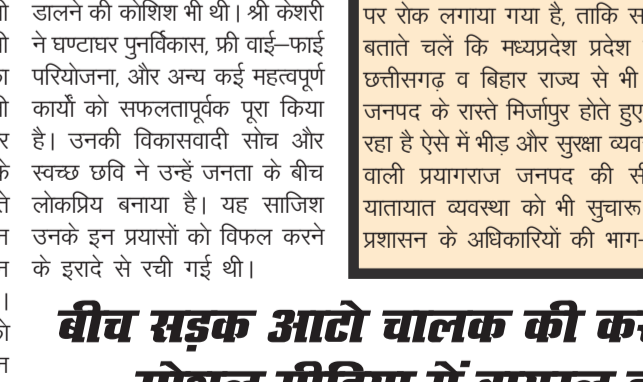 डालने की कोशिश भी थी। श्री केशरी
ने घण्टाघर पुनर्विकास, फ्री वाई–फाई
परियोजना, और अन्य कई महत्वपूर्ण
कार्यों को सफलतापूर्वक पूरा किया
है। उनकी विकासवादी सोच और
स्वच्छ छवि ने उन्हें जनता के बीच
लोकप्रिय बनाया है। यह साजिश
उनके इन प्रयासों को विफल करने
के इरादे से रची गई थी।
पर रोक लगाया गया है, ताकि
बताते चलें कि मध्यप्रदेश प्रदेश
छत्तीसगढ़ व बिहार राज्य से भी
जनपद के रास्ते मिर्जापुर होते हुए
रहा है ऐसे में भीड़ और सुरक्षा
वाली प्रयागराज जनपद की
यातायात व्यवस्था को भी सुचारू
प्रशासन के अधिकारियों की भाग-
बीच सड़क आटो चालक की